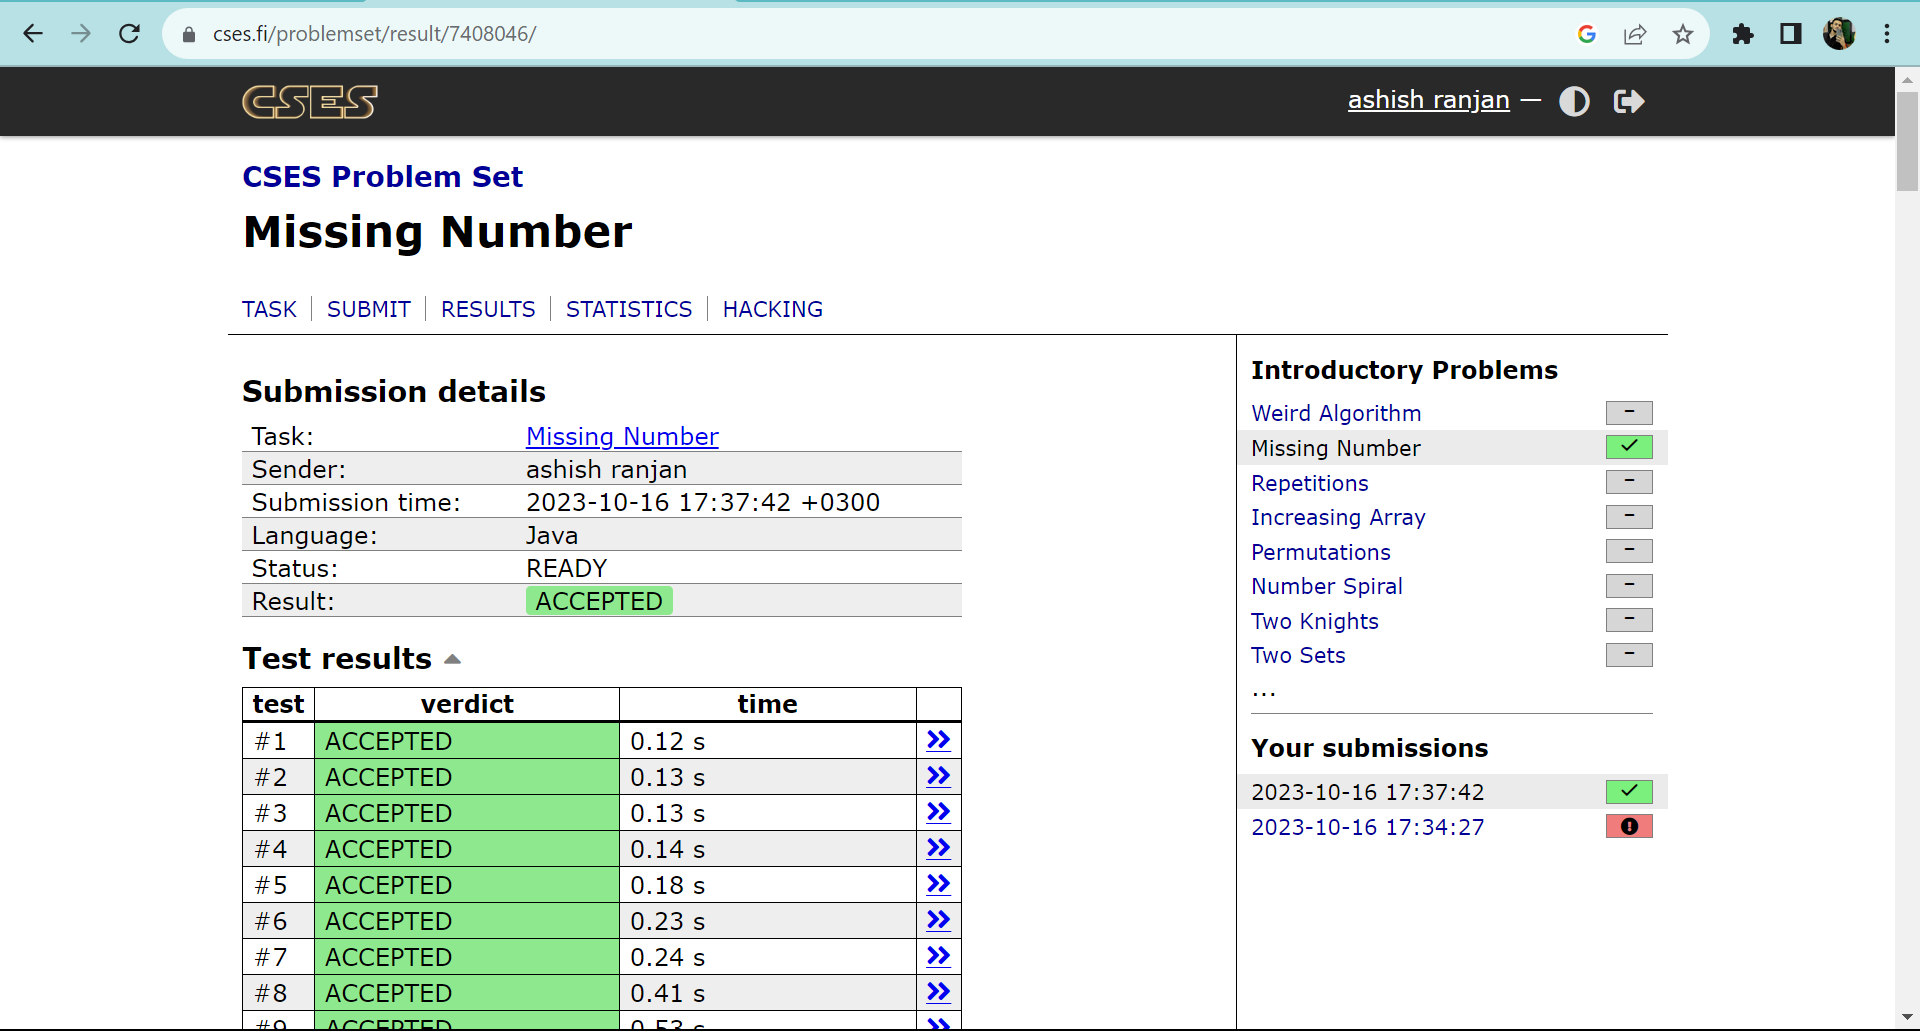 cses.fi/problemset/result/7408046/
CSES
ashish ranjan —
CSES Problem Set
Missing Number
TASK | SUBMIT | RESULTS | STATISTICS | HACKING
Submission details
Task: Missing Number
Sender: ashish ranjan
Submission time: 2023-10-16 17:37:42 +0300
Language: Java
Status: READY
Result: ACCEPTED
Test results
test verdict time
#1 ACCEPTED 0.12 s
#2 ACCEPTED 0.13 s
#3 ACCEPTED 0.13 s
#4 ACCEPTED 0.14 s
#5 ACCEPTED 0.18 s
#6 ACCEPTED 0.23 s
#7 ACCEPTED 0.24 s
#8 ACCEPTED 0.41 s
#9 ACCEPTED 0.53 s
Introductory Problems
Weird Algorithm –
Missing Number
Repetitions –
Increasing Array –
Permutations –
Number Spiral –
Two Knights –
Two Sets –
...
Your submissions
2023-10-16 17:37:42
2023-10-16 17:34:27